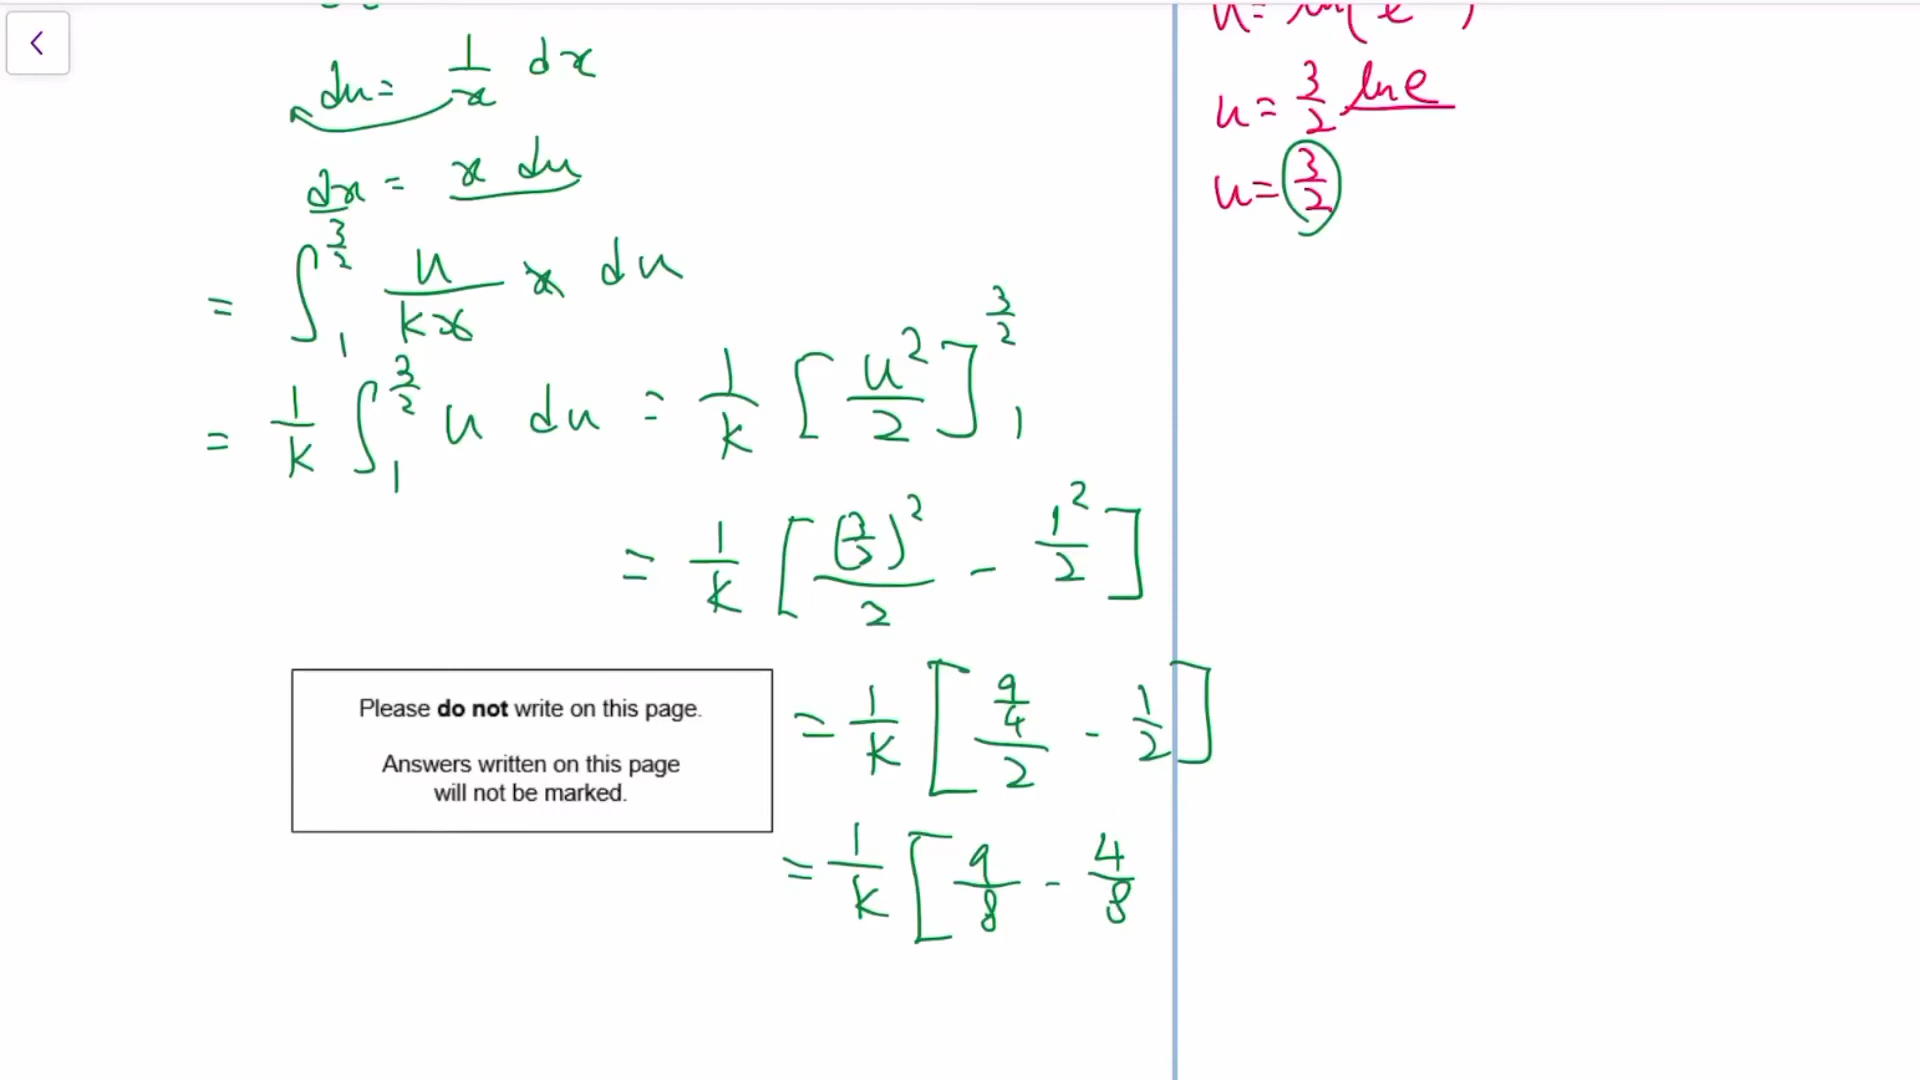 du = 1/x dx
dx = x du
= ∫₁^(3/2) u/(kx) x du
= 1/k ∫₁^(3/2) u du = 1/k [u²/2]₁^(3/2)
= 1/k [(3/2)²/2 - 1²/2]
= 1/k [(9/4)/2 - 1/2]
= 1/k [9/8 - 4/8
Please do not write on this page.
Answers written on this page
will not be marked.
u = 3/2 ln e
u = 3/2